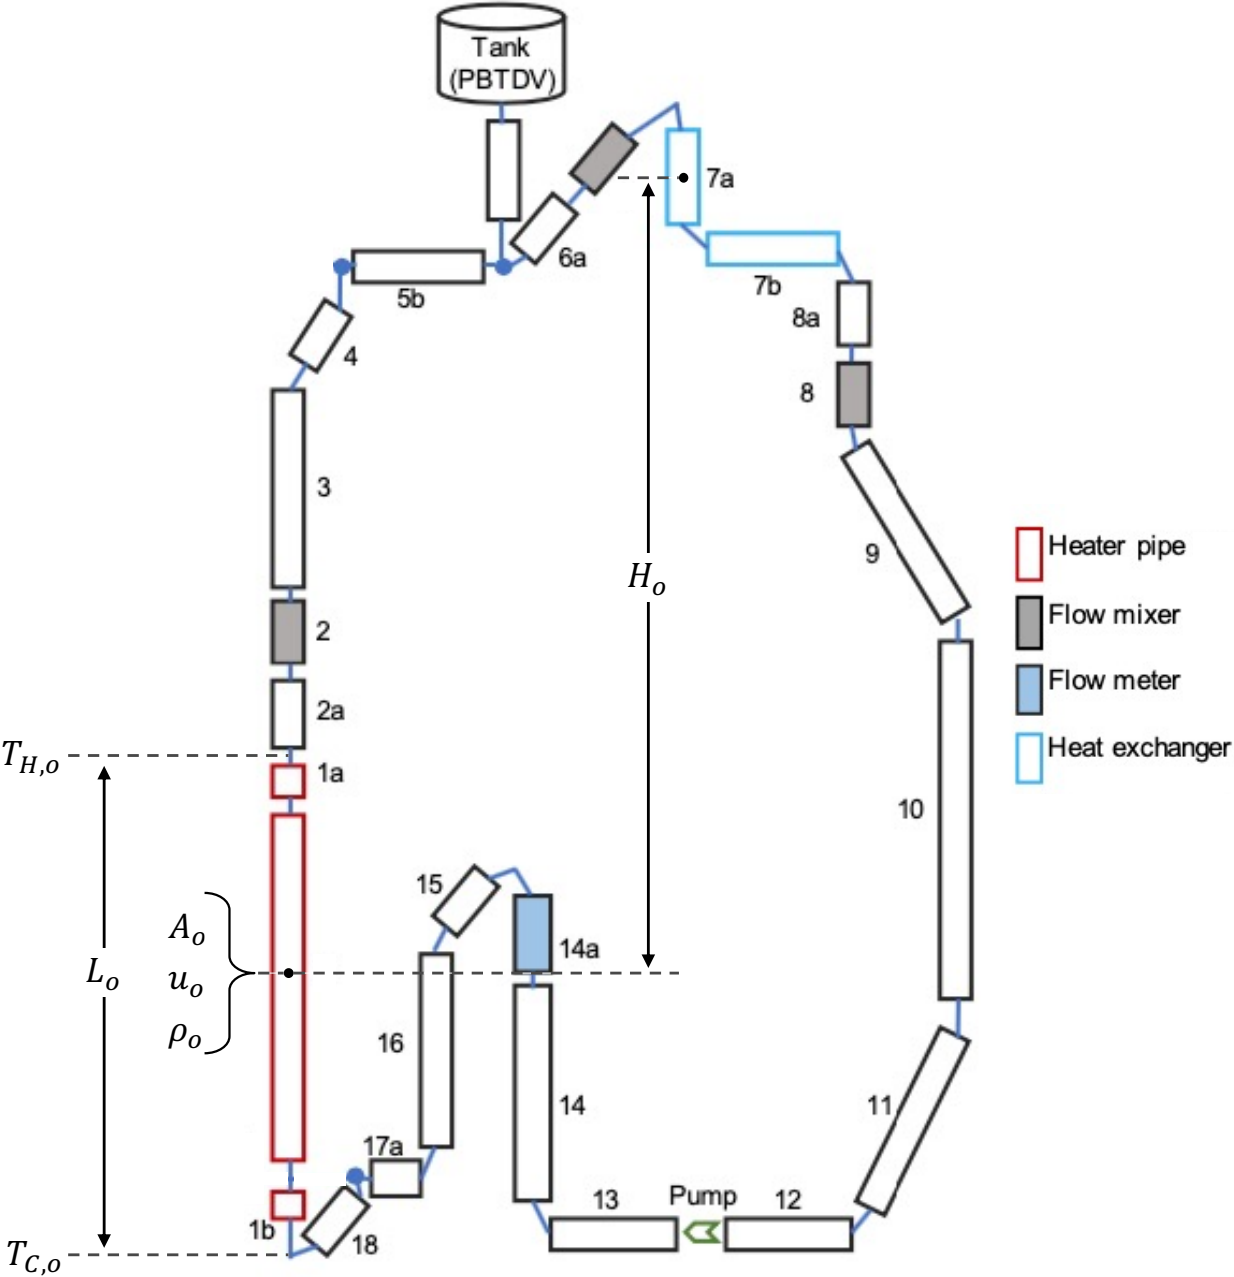 Tank
(PBTDV)
7a
6a
7b
5b
8a
4
8
3
9
Heater pipe
Flow mixer
Flow meter
Heat exchanger
H_o
2
2a
T_{H,o}
1a
10
15
14a
A_o
u_o
ρ_o
L_o
16
14
11
17a
13
Pump
12
1b
18
T_{C,o}